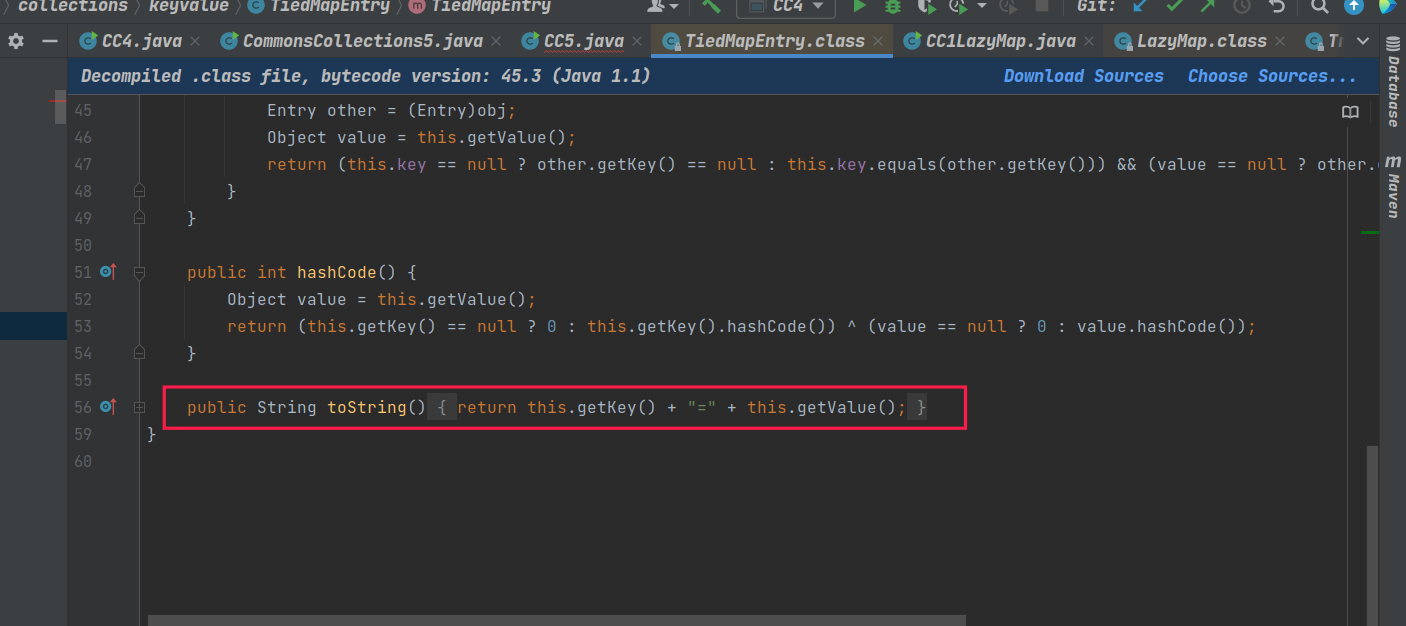 collections keyvalue TiedMapEntry TiedMapEntry CC4 Git:
CC4.java CommonsCollections5.java CC5.java TiedMapEntry.class CC1LazyMap.java LazyMap.class
Decompiled .class file, bytecode version: 45.3 (Java 1.1) Download Sources Choose Sources...
45 Entry other = (Entry)obj;
46 Object value = this.getValue();
47 return (this.key == null ? other.getKey() == null : this.key.equals(other.getKey())) && (value == null ? other.
48 }
49 }
50
51 public int hashCode() {
52 Object value = this.getValue();
53 return (this.getKey() == null ? 0 : this.getKey().hashCode()) ^ (value == null ? 0 : value.hashCode());
54 }
55
56 public String toString() { return this.getKey() + "=" + this.getValue(); }
59 }
60
Database
m Maven